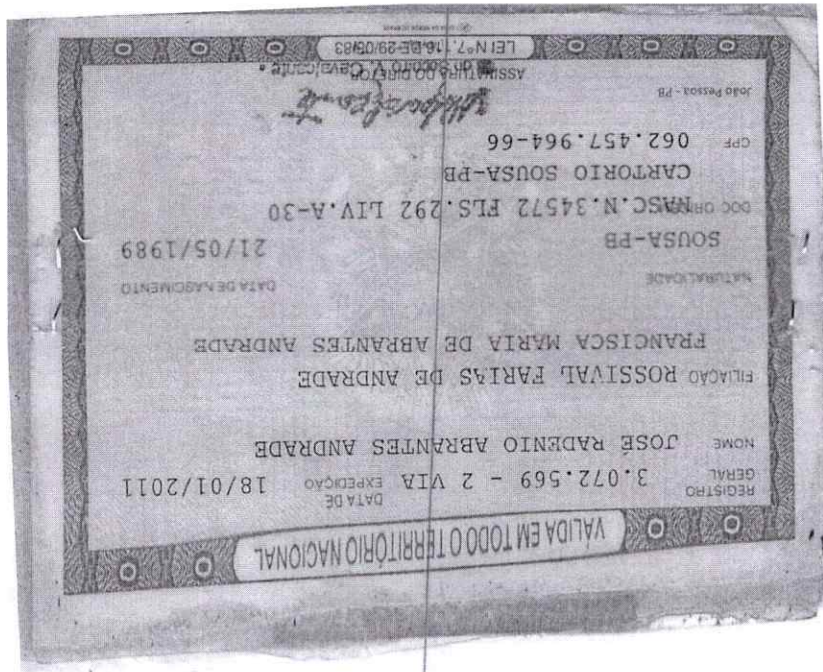 VÁLIDA EM TODO O TERRITÓRIO NACIONAL
REGISTRO GERAL 3.072.569 - 2 VIA DATA DE EXPEDIÇÃO 18/01/2011
NOME JOSÉ RADENIO ABRANTES ANDRADE
FILIAÇÃO ROSSIVAL FARIAS DE ANDRADE
FRANCISCA MARIA DE ABRANTES ANDRADE
NATURALIDADE DATA DE NASCIMENTO
SOUSA-PB 21/05/1989
DOC ORIGEM NASC.N.34572 FLS.292 LIV.A-30
CARTORIO SOUSA-PB
CPF 062.457.964-66
João Pessoa - PB
ASSINATURA DO DIRETOR
LEI Nº 7.116 DE 29/08/83